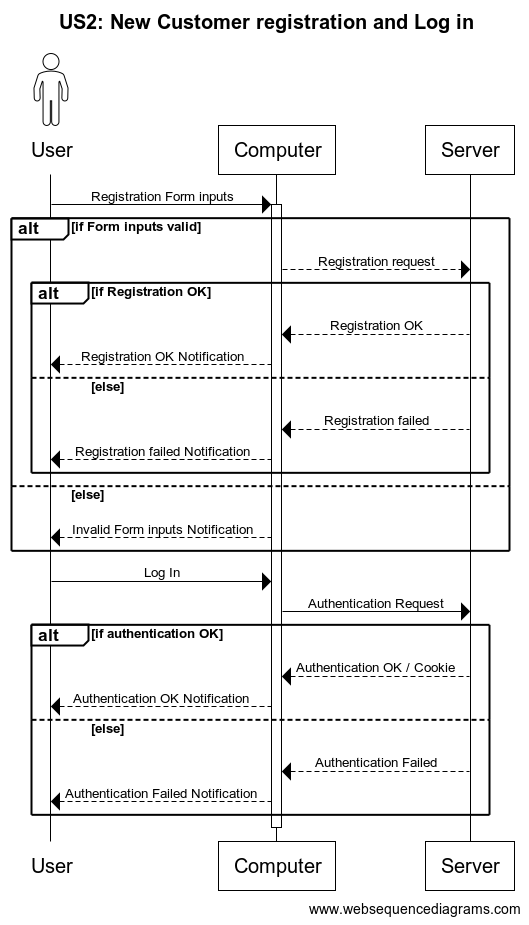 US2: New Customer registration and Log in
User
Computer
Server
Registration Form inputs
alt
[if Form inputs valid]
Registration request
alt
[if Registration OK]
Registration OK
Registration OK Notification
[else]
Registration failed
Registration failed Notification
[else]
Invalid Form inputs Notification
Log In
Authentication Request
alt
[if authentication OK]
Authentication OK / Cookie
Authentication OK Notification
[else]
Authentication Failed
Authentication Failed Notification
User
Computer
Server
www.websequencediagrams.com